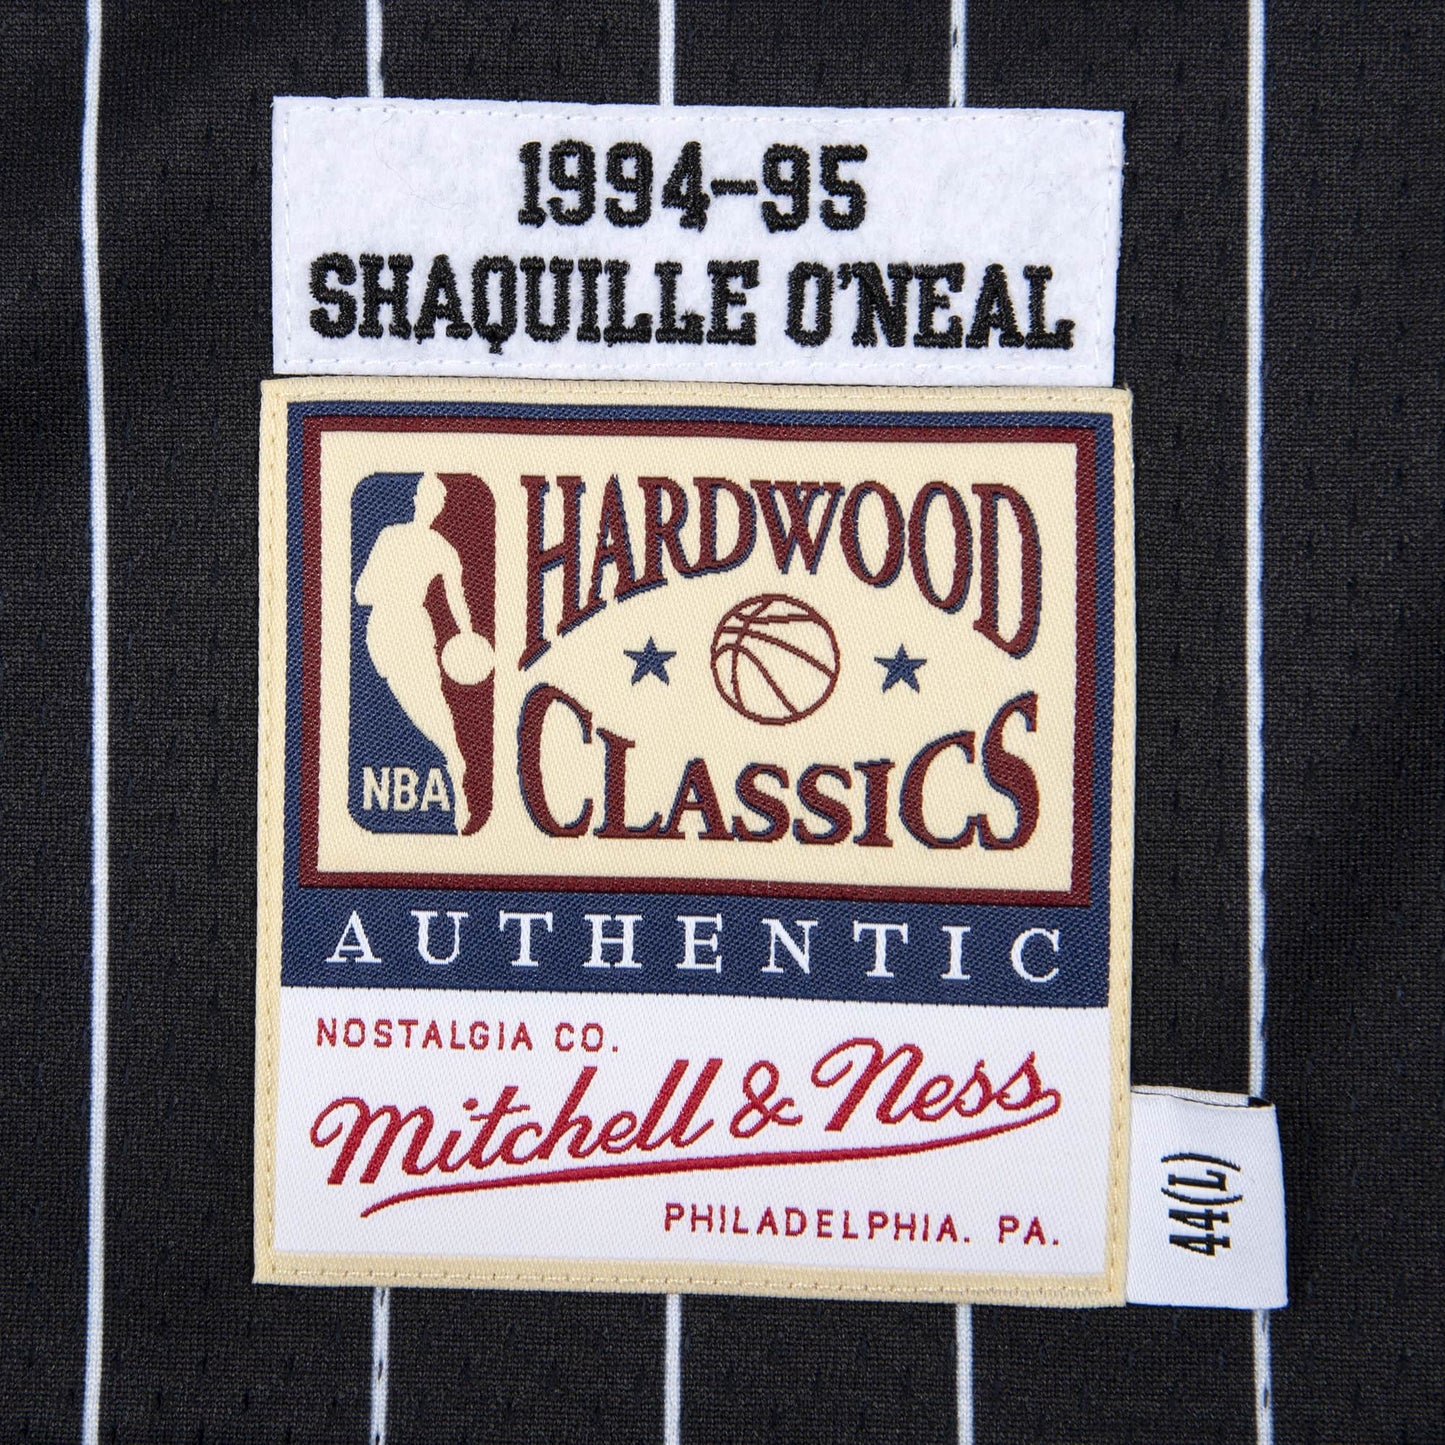 1994-95
SHAQUILLE O'NEAL
HARDWOOD
CLASSICS
NBA
AUTHENTIC
NOSTALGIA CO.
Mitchell & Ness
PHILADELPHIA. PA.
44(L)